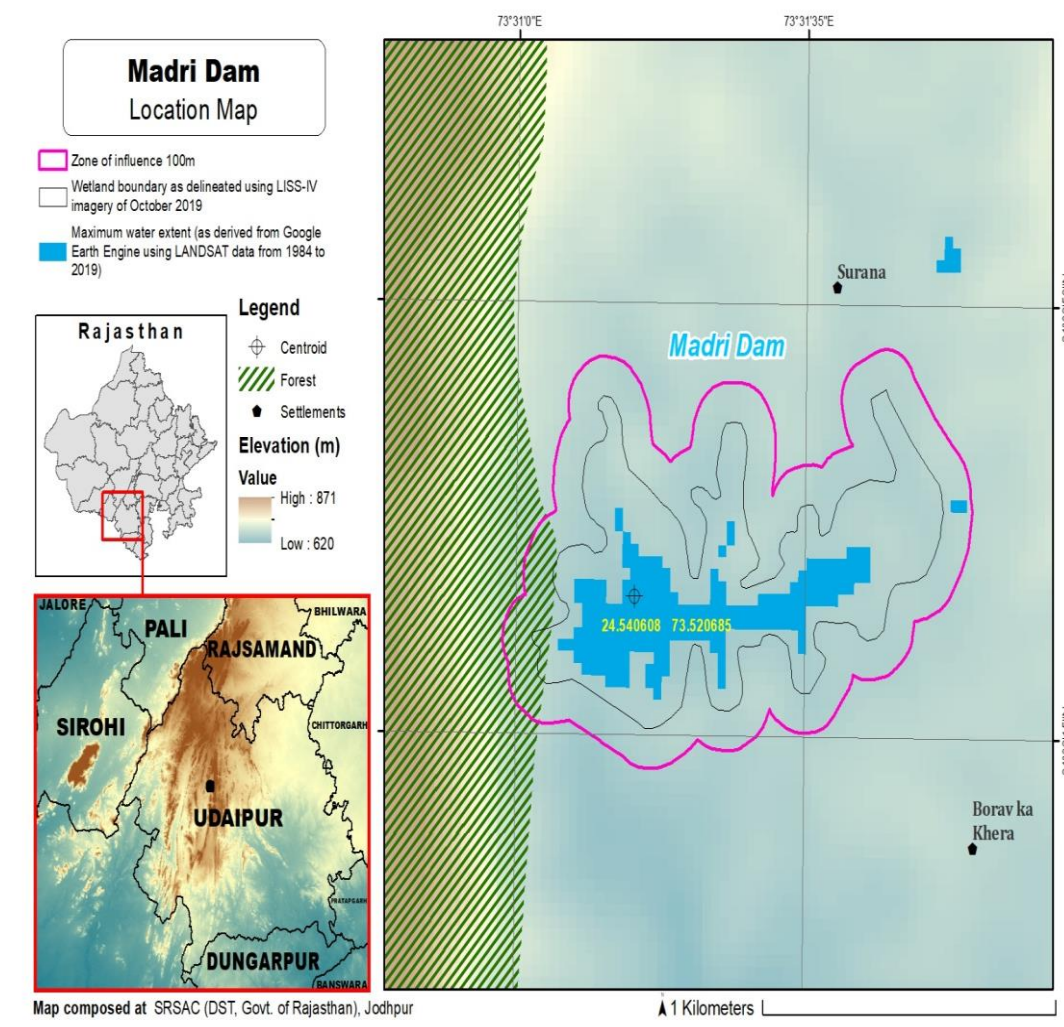 Madri Dam
Location Map
Zone of influence 100m
Wetland boundary as delineated using LISS-IV
imagery of October 2019
Maximum water extent (as derived from Google
Earth Engine using LANDSAT data from 1984 to
2019)
Rajasthan
Legend
Centroid
Forest
Settlements
Elevation (m)
Value
High : 871
Low : 620
JALORE
PALI
BHILWARA
RAJSAMAND
SIROHI
CHITTORGARH
UDAIPUR
PRATAPGARH
DUNGARPUR
BANSWARA
73°31'0"E
73°31'35"E
Surana
Madri Dam
24.540608 73.520685
Borav ka
Khera
Map composed at SRSAC (DST, Govt. of Rajasthan), Jodhpur
1 Kilometers